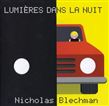 LUMIÈRES DANS LA NUIT
Nicholas Blechman